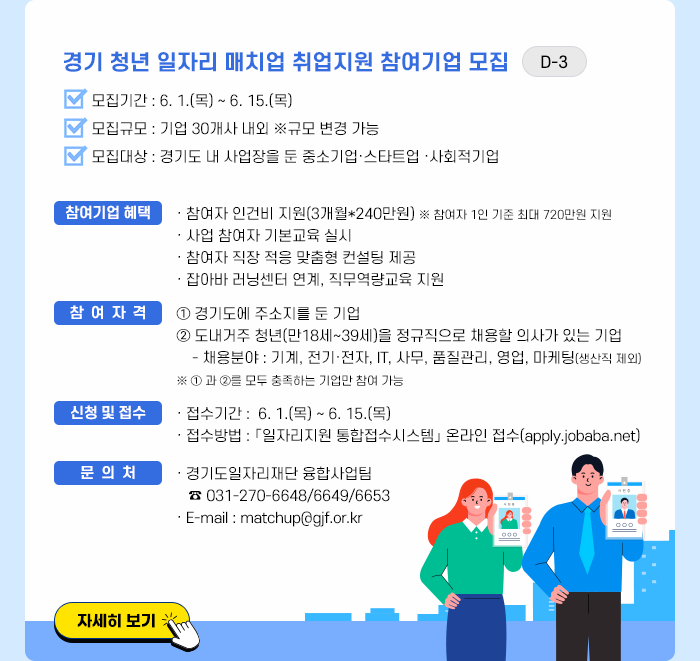 경기 청년 일자리 매치업 취업지원 참여기업 모집 D-3
모집기간 : 6. 1.(목) ~ 6. 15.(목)
모집규모 : 기업 30개사 내외 ※규모 변경 가능
모집대상 : 경기도 내 사업장을 둔 중소기업·스타트업 ·사회적기업
참여기업 혜택
· 참여자 인건비 지원(3개월*240만원) ※ 참여자 1인 기준 최대 720만원 지원
· 사업 참여자 기본교육 실시
· 참여자 직장 적응 맞춤형 컨설팅 제공
· 잡아바 러닝센터 연계, 직무역량교육 지원
참 여 자 격
① 경기도에 주소지를 둔 기업
② 도내거주 청년(만18세~39세)을 정규직으로 채용할 의사가 있는 기업
- 채용분야 : 기계, 전기·전자, IT, 사무, 품질관리, 영업, 마케팅(생산직 제외)
※ ① 과 ②를 모두 충족하는 기업만 참여 가능
신청 및 접수
· 접수기간 : 6. 1.(목) ~ 6. 15.(목)
· 접수방법 : 「일자리지원 통합접수시스템」 온라인 접수(apply.jobaba.net)
문 의 처
· 경기도일자리재단 융합사업팀
☎ 031-270-6648/6649/6653
· E-mail : matchup@gjf.or.kr
자세히 보기